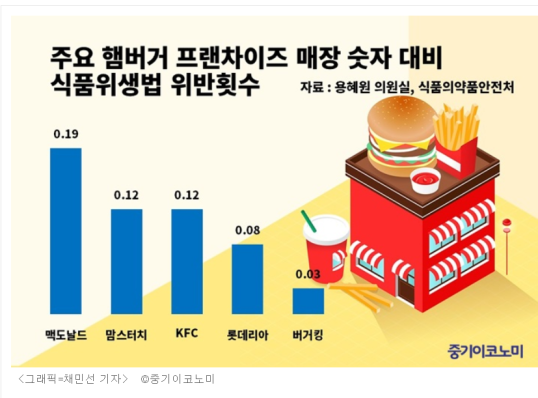 주요 햄버거 프랜차이즈 매장 숫자 대비
식품위생법 위반횟수
자료 : 용혜원 의원실, 식품의약품안전처
0.19
0.12
0.12
0.08
0.03
맥도날드
맘스터치
KFC
롯데리아
버거킹
중기이코노미
<그래픽=채민선 기자> ©중기이코노미